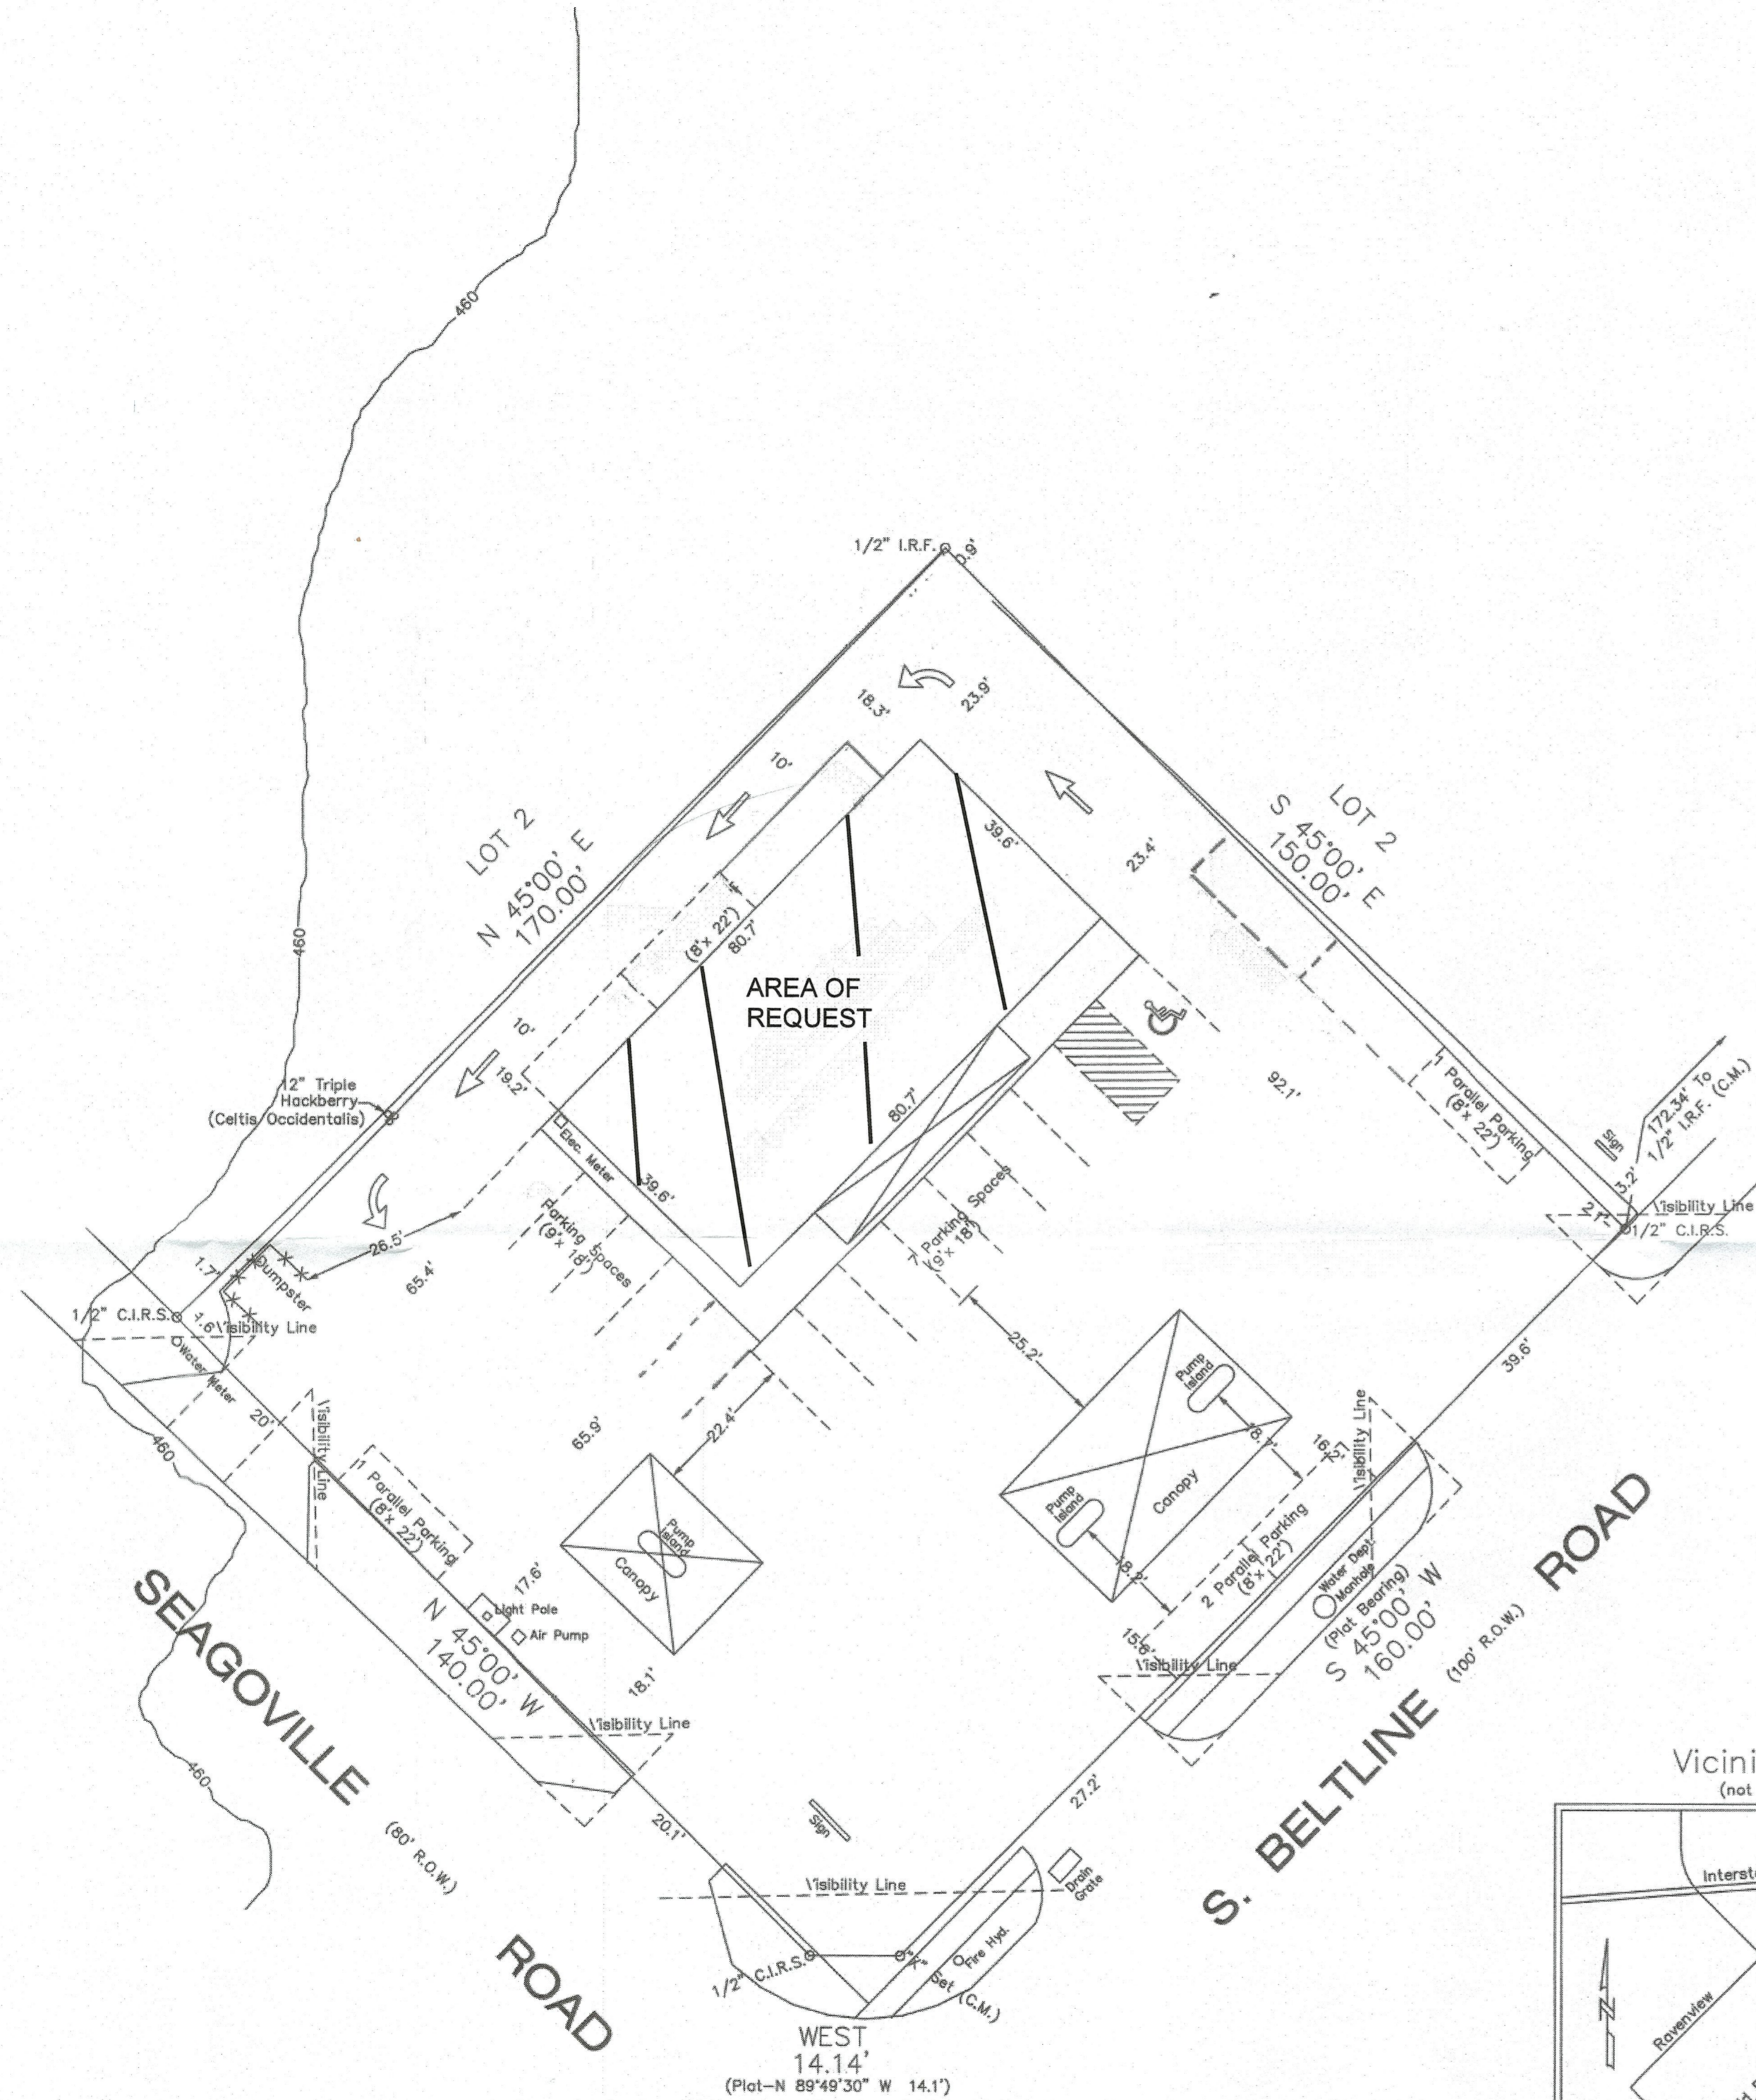 460
1/2" I.R.F.
0.9'
18.3'
23.9'
10'
LOT 2
N 45°00' E
170.00'
LOT 2
S 45°00' E
150.00'
39.6'
23.4'
(8'x 22')
80.7'
AREA OF
REQUEST
460
10'
19.2'
12" Triple
Hackberry
(Celtis Occidentalis)
Elec. Meter
39.6'
80.7'
92.1'
1 Parallel Parking
(8'x 22')
Sign
172.34' To
1/2" I.R.F. (C.M.)
3.2'
2.1'
Visibility Line
1/2" C.I.R.S.
Parking Spaces
(9'x 18')
7 Parking Spaces
(9'x 18')
26.5'
65.4'
1.7'
Dumpster
1/2" C.I.R.S.
4.6'
Visibility Line
Water Meter
20'
460
Visibility Line
1 Parallel Parking
(8'x 22')
65.9'
22.4'
25.2'
Pump
Island
Pump
Island
Canopy
18.2'
16.2'
Visibility Line
39.6'
Pump
Island
Canopy
17.6'
Light Pole
Air Pump
18.1'
N 45°00' W
140.00'
Visibility Line
2 Parallel Parking
(8'x 22')
Water Dept.
Manhole
(Plat Bearing)
S 45°00' W
160.00'
15.6'
Visibility Line
SEAGOVILLE
ROAD
(80' R.O.W.)
460
S. BELTLINE
(100' R.O.W.)
ROAD
20.1'
Sign
27.2'
Visibility Line
Drain
Grate
Fire Hyd.
1/2" C.I.R.S.
"X" Set (C.M.)
WEST
14.14'
(Plat-N 89°49'30" W 14.1')
Vicini
(not
Interst
N
Ravenview